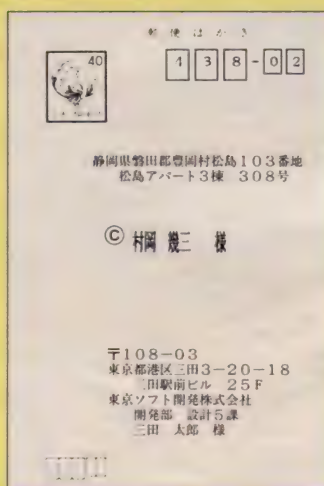 郵便はがき
40
438-02
静岡県磐田郡豊岡村松島103番地
松島アパート3棟 308号
Ⓒ 村岡 幾三 様
〒108-03
東京都港区三田3-20-18
三田駅前ビル 25F
東京ソフト開発株式会社
開発部 設計5課
三田 太郎 様